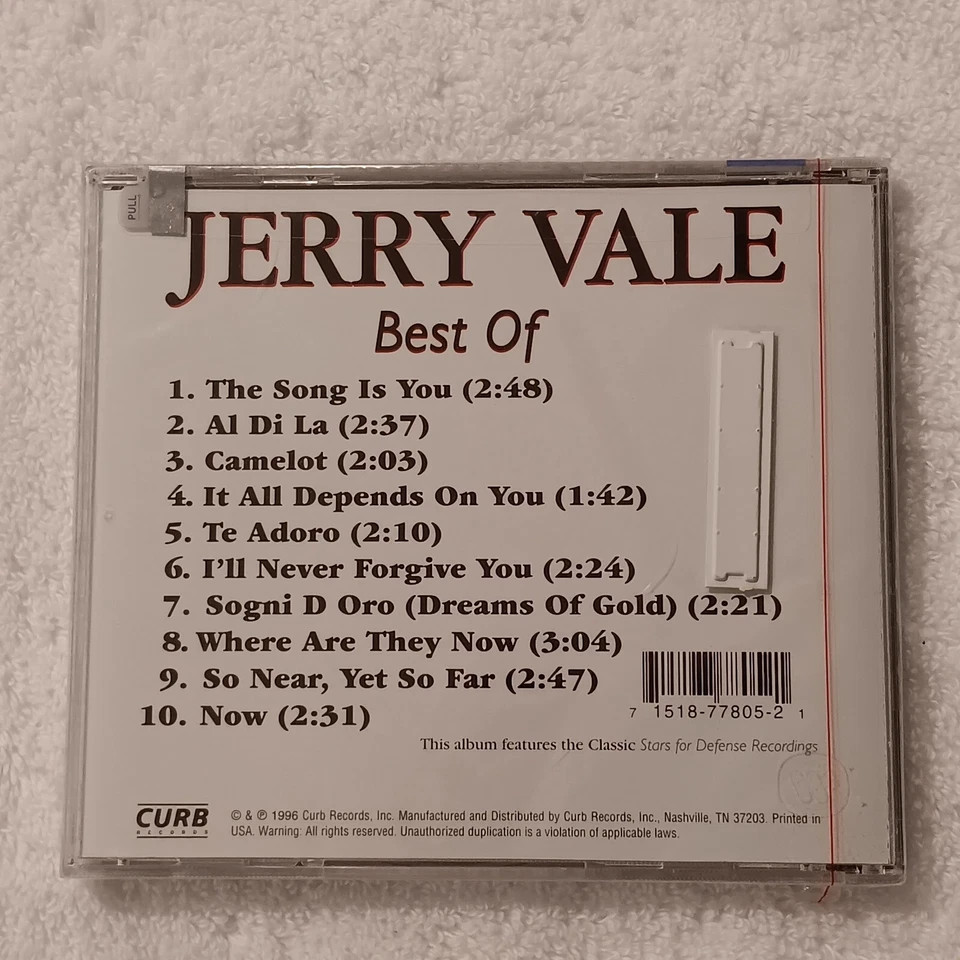 PULL
JERRY VALE
Best Of
1. The Song Is You (2:48)
2. Al Di La (2:37)
3. Camelot (2:03)
4. It All Depends On You (1:42)
5. Te Adoro (2:10)
6. I'll Never Forgive You (2:24)
7. Sogni D Oro (Dreams Of Gold) (2:21)
8. Where Are They Now (3:04)
9. So Near, Yet So Far (2:47)
10. Now (2:31)
7 1518-77805-2 1
This album features the Classic Stars for Defense Recordings
CURB
RECORDS
© & ℗ 1996 Curb Records, Inc. Manufactured and Distributed by Curb Records, Inc., Nashville, TN 37203. Printed in
USA. Warning: All rights reserved. Unauthorized duplication is a violation of applicable laws.